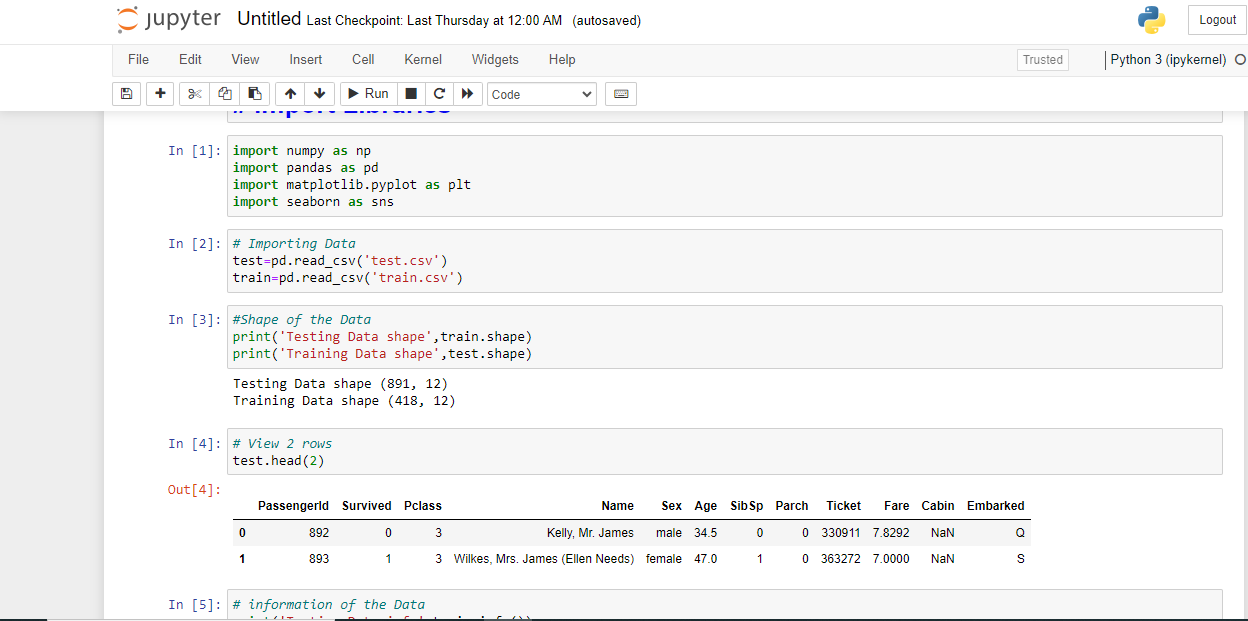 jupyter Untitled Last Checkpoint: Last Thursday at 12:00 AM (autosaved)
Logout
File Edit View Insert Cell Kernel Widgets Help
Trusted
Python 3 (ipykernel)
Run
Code
# Import Libraries
In [1]:
import numpy as np
import pandas as pd
import matplotlib.pyplot as plt
import seaborn as sns
In [2]:
# Importing Data
test=pd.read_csv('test.csv')
train=pd.read_csv('train.csv')
In [3]:
#Shape of the Data
print('Testing Data shape',train.shape)
print('Training Data shape',test.shape)
Testing Data shape (891, 12)
Training Data shape (418, 12)
In [4]:
# View 2 rows
test.head(2)
Out[4]:
PassengerId Survived Pclass Name Sex Age SibSp Parch Ticket Fare Cabin Embarked
0 892 0 3 Kelly, Mr. James male 34.5 0 0 330911 7.8292 NaN Q
1 893 1 3 Wilkes, Mrs. James (Ellen Needs) female 47.0 1 0 363272 7.0000 NaN S
In [5]:
# information of the Data